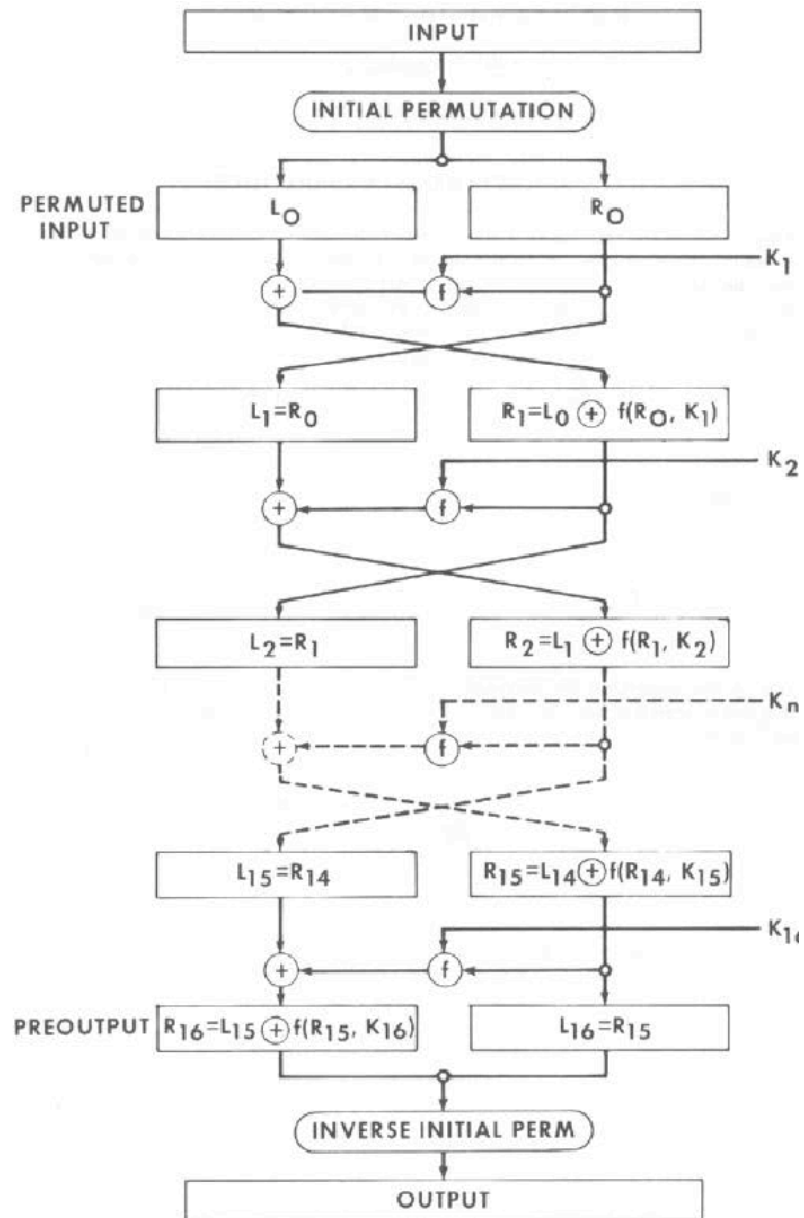 INPUT
INITIAL PERMUTATION
PERMUTED
INPUT
L₀
R₀
K₁
+
f
L₁=R₀
R₁=L₀ ⊕ f(R₀, K₁)
K₂
+
f
L₂=R₁
R₂=L₁ ⊕ f(R₁, K₂)
Kₙ
+
f
L₁₅=R₁₄
R₁₅=L₁₄ ⊕ f(R₁₄, K₁₅)
K₁₆
+
f
PREOUTPUT
R₁₆=L₁₅ ⊕ f(R₁₅, K₁₆)
L₁₆=R₁₅
INVERSE INITIAL PERM
OUTPUT